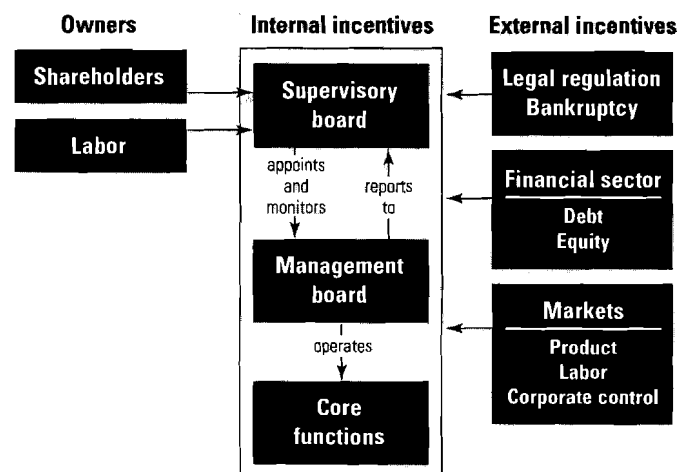 Owners
Internal incentives
External incentives
Shareholders
Labor
Supervisory
board
appoints
and
monitors
reports
to
Management
board
operates
Core
functions
Legal regulation
Bankruptcy
Financial sector
Debt
Equity
Markets
Product
Labor
Corporate control